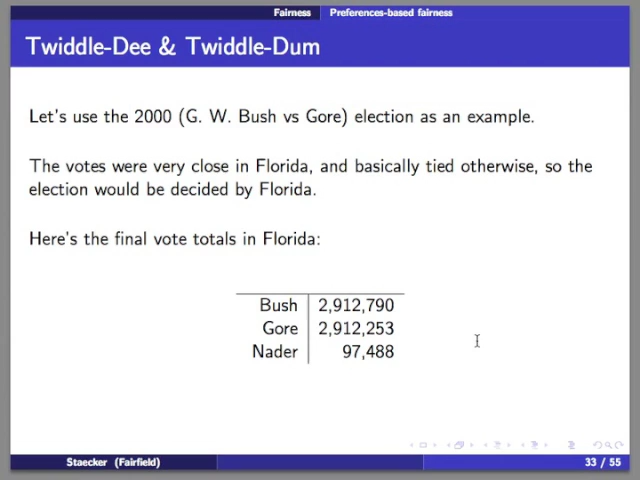 Fairness Preferences-based fairness
Twiddle-Dee & Twiddle-Dum
Let's use the 2000 (G. W. Bush vs Gore) election as an example.
The votes were very close in Florida, and basically tied otherwise, so the
election would be decided by Florida.
Here's the final vote totals in Florida:
Bush 2,912,790
Gore 2,912,253
Nader 97,488
Staecker (Fairfield) 33 / 55